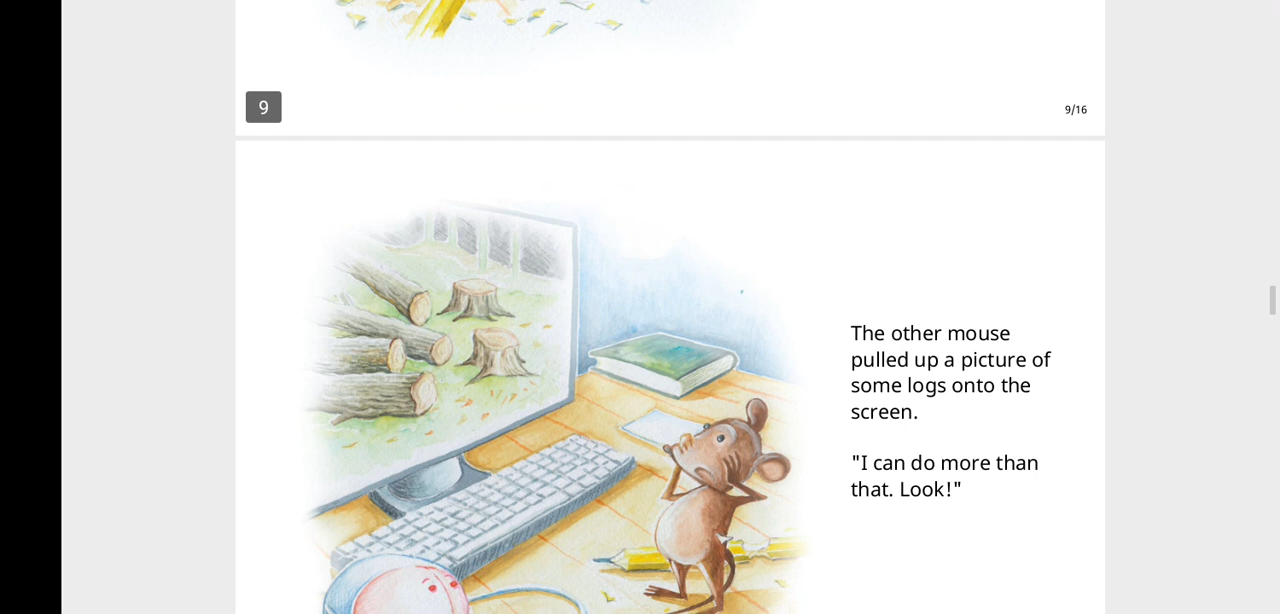 9
9/16
The other mouse
pulled up a picture of
some logs onto the
screen.
"I can do more than
that. Look!"